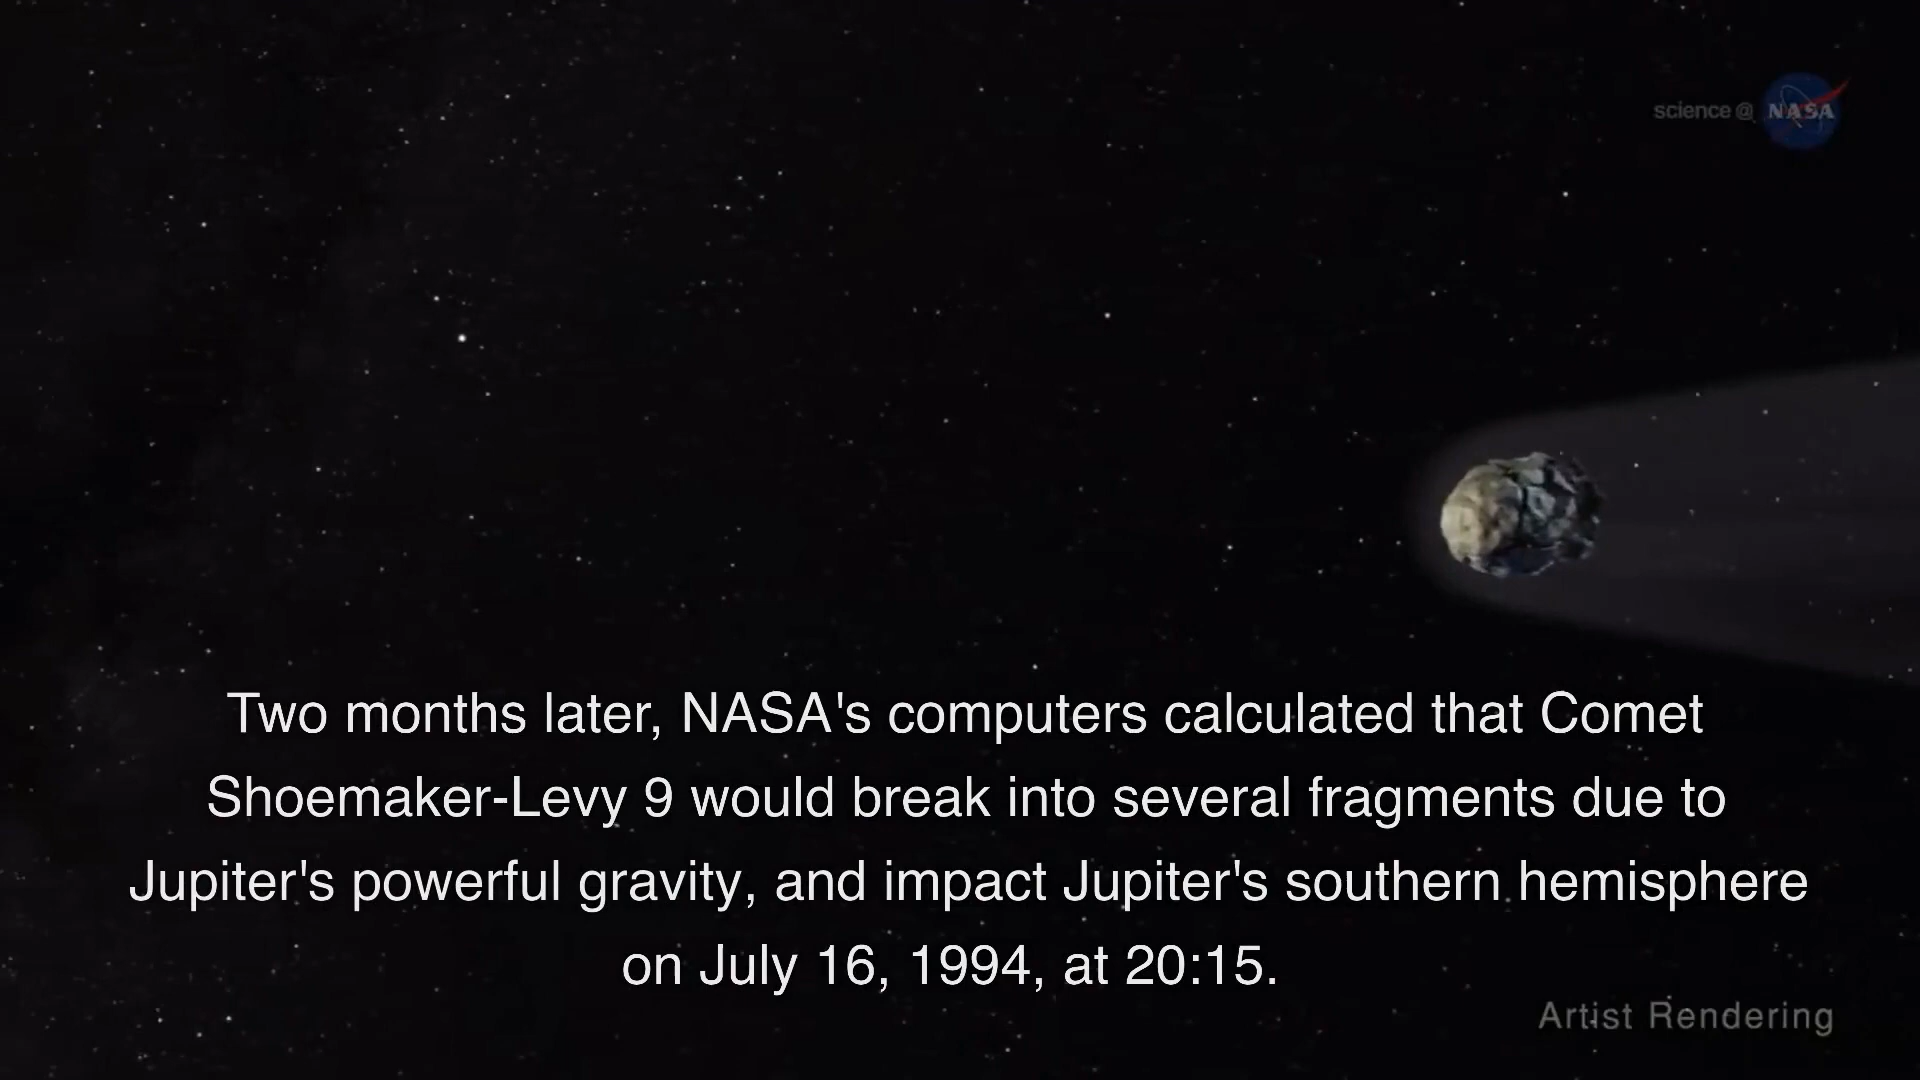 science @ NASA
Two months later, NASA's computers calculated that Comet
Shoemaker-Levy 9 would break into several fragments due to
Jupiter's powerful gravity, and impact Jupiter's southern hemisphere
on July 16, 1994, at 20:15.
Artist Rendering